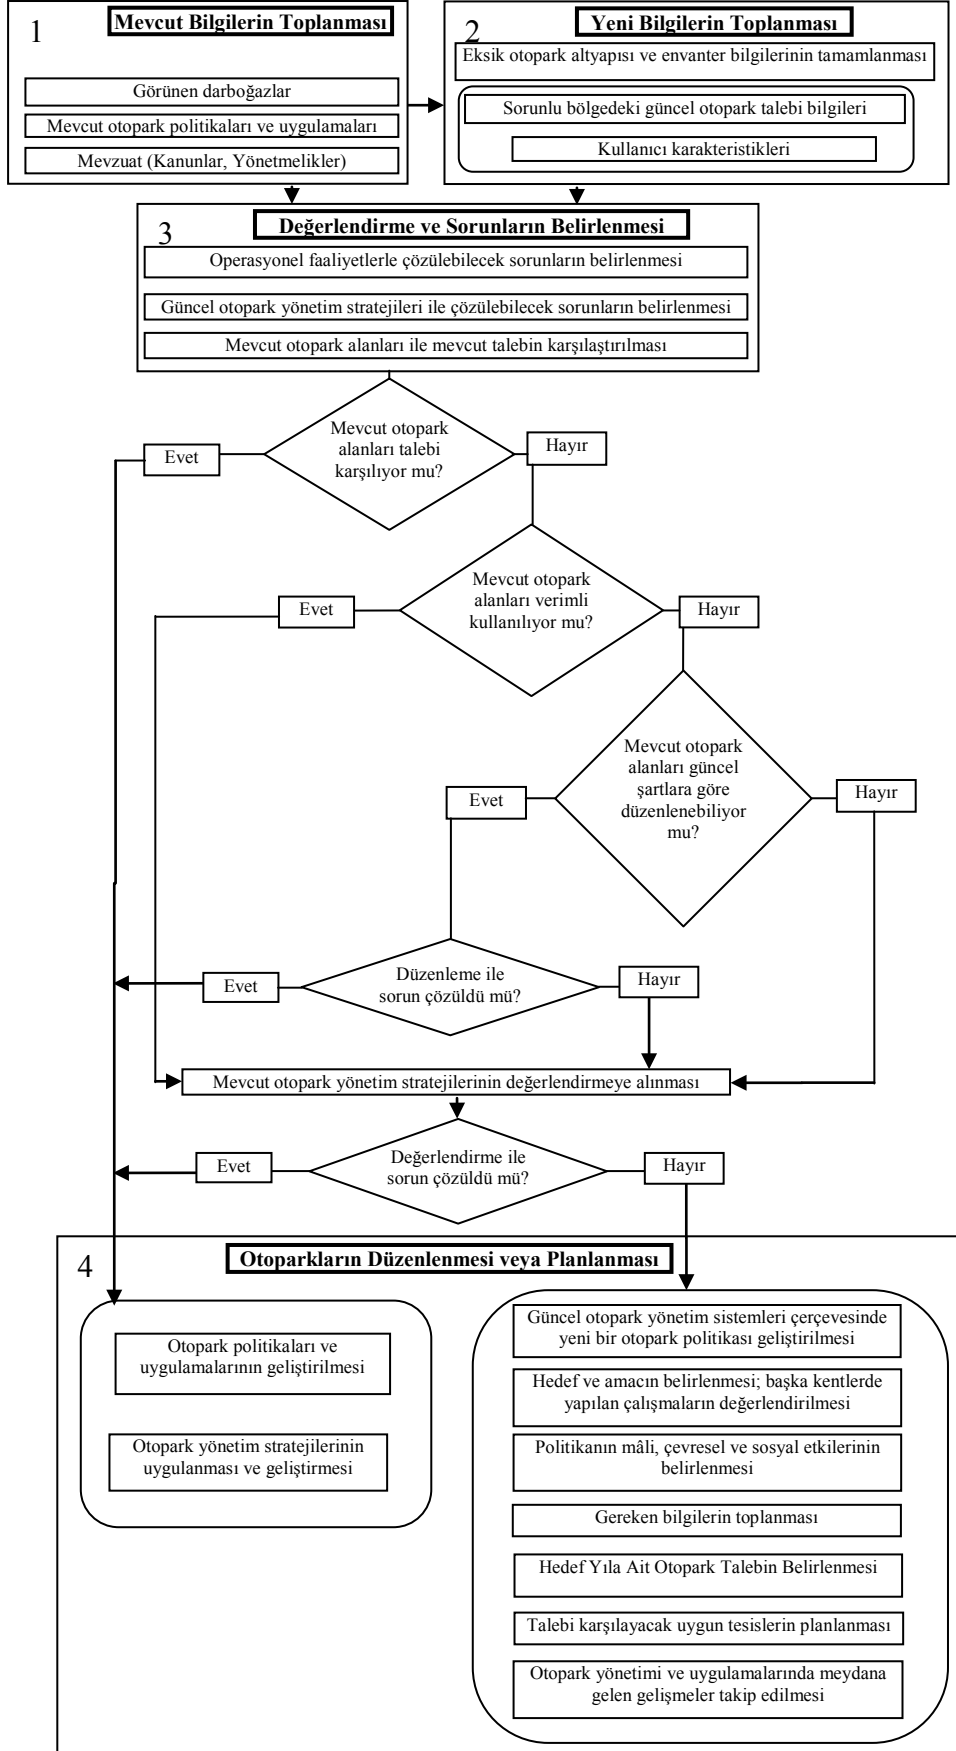 1
Mevcut Bilgilerin Toplanması
Görünen darboğazlar
Mevcut otopark politikaları ve uygulamaları
Mevzuat (Kanunlar, Yönetmelikler)
2
Yeni Bilgilerin Toplanması
Eksik otopark altyapısı ve envanter bilgilerinin tamamlanması
Sorunlu bölgedeki güncel otopark talebi bilgileri
Kullanıcı karakteristikleri
3
Değerlendirme ve Sorunların Belirlenmesi
Operasyonel faaliyetlerle çözülebilecek sorunların belirlenmesi
Güncel otopark yönetim stratejileri ile çözülebilecek sorunların belirlenmesi
Mevcut otopark alanları ile mevcut talebin karşılaştırılması
Mevcut otopark
alanları talebi
karşılıyor mu?
Evet
Hayır
Mevcut otopark
alanları verimli
kullanılıyor mu?
Evet
Hayır
Mevcut otopark
alanları güncel
şartlara göre
düzenlenebiliyor
mu?
Evet
Hayır
Düzenleme ile
sorun çözüldü mü?
Evet
Hayır
Mevcut otopark yönetim stratejilerinin değerlendirmeye alınması
Değerlendirme ile
sorun çözüldü mü?
Evet
Hayır
4
Otoparkların Düzenlenmesi veya Planlanması
Otopark politikaları ve
uygulamalarının geliştirilmesi
Otopark yönetim stratejilerinin
uygulanması ve geliştirmesi
Güncel otopark yönetim sistemleri çerçevesinde
yeni bir otopark politikası geliştirilmesi
Hedef ve amacın belirlenmesi; başka kentlerde
yapılan çalışmaların değerlendirilmesi
Politikanın mâli, çevresel ve sosyal etkilerinin
belirlenmesi
Gereken bilgilerin toplanması
Hedef Yıla Ait Otopark Talebin Belirlenmesi
Talebi karşılayacak uygun tesislerin planlanması
Otopark yönetimi ve uygulamalarında meydana
gelen gelişmeler takip edilmesi